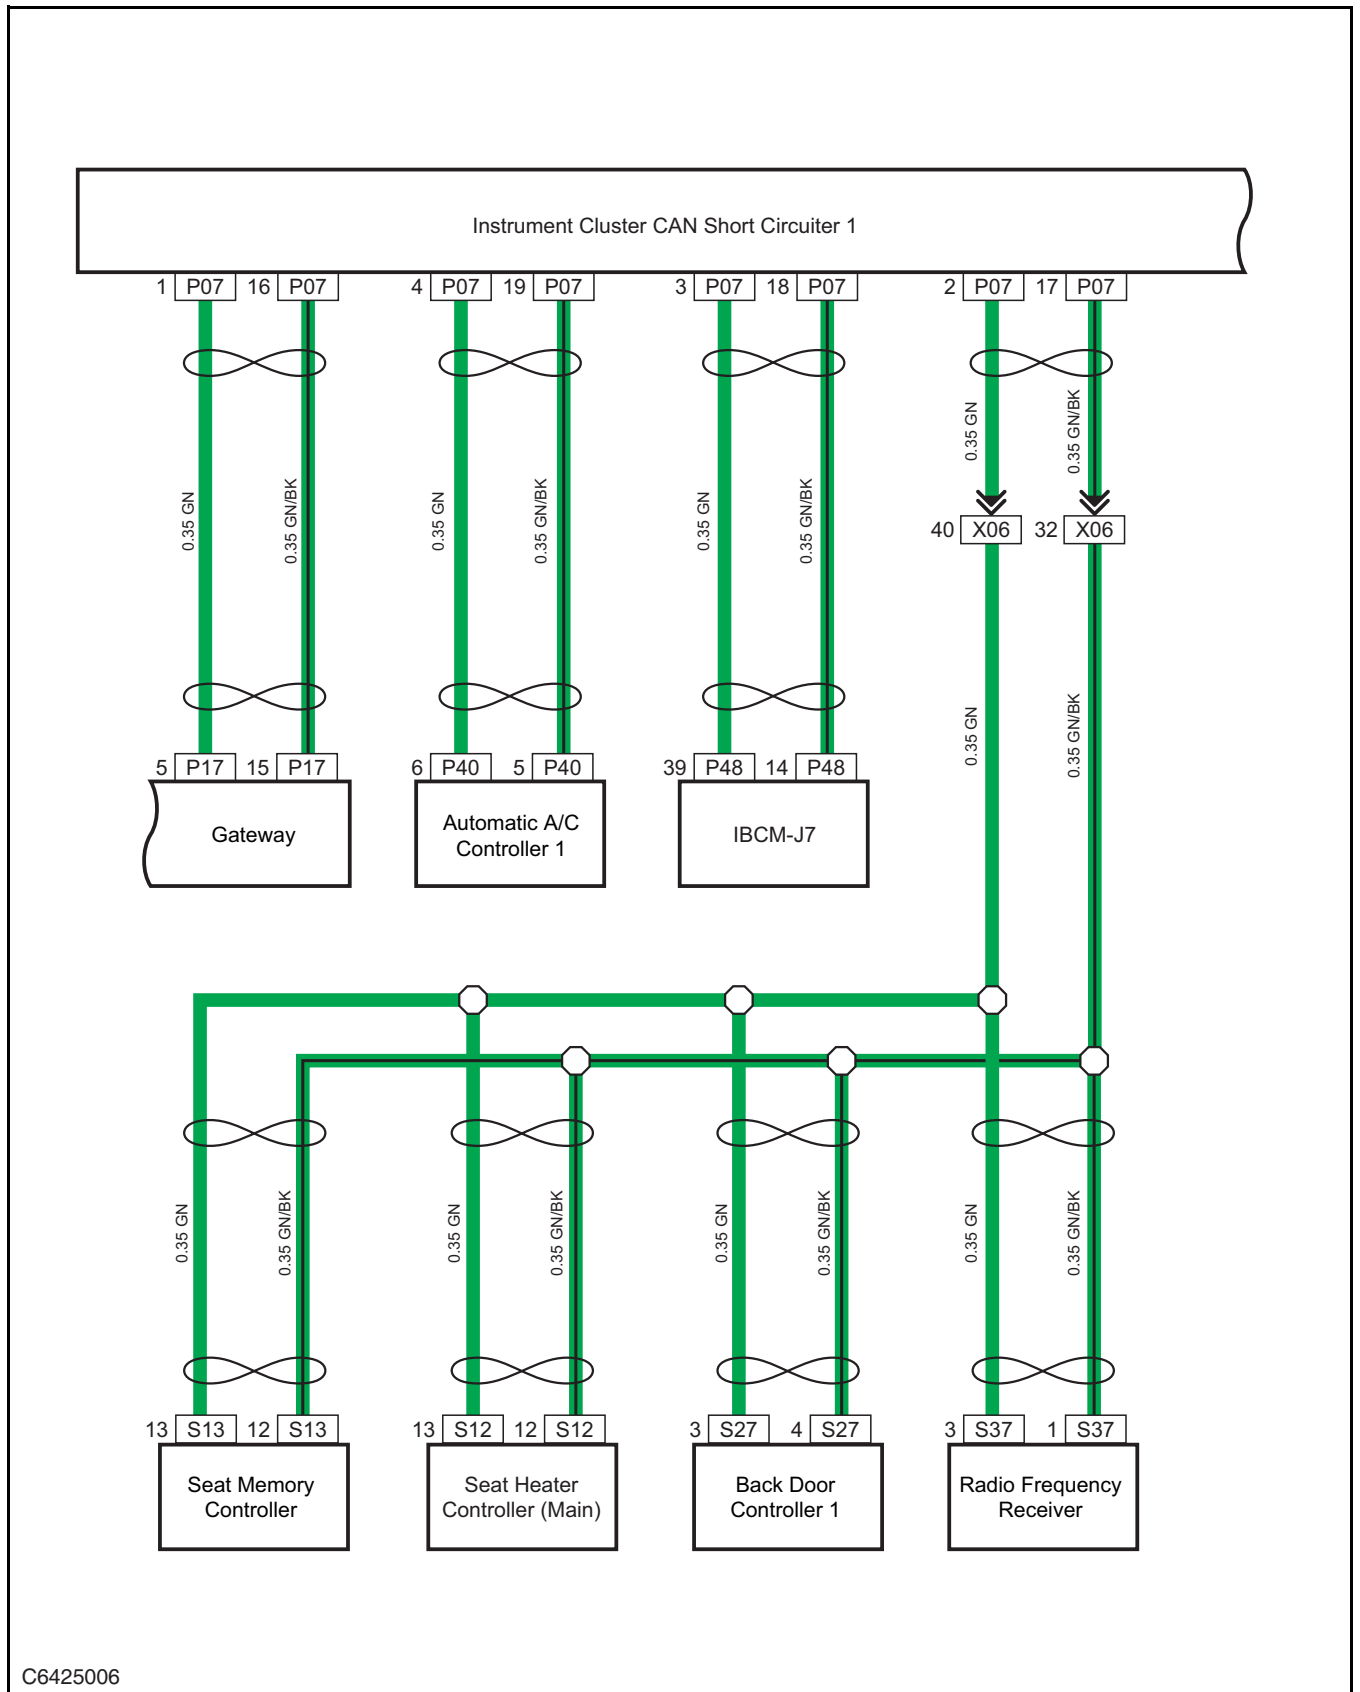 Instrument Cluster CAN Short Circuiter 1
1 P07 16 P07 4 P07 19 P07 3 P07 18 P07 2 P07 17 P07
0.35 GN 0.35 GN/BK
0.35 GN 0.35 GN/BK 0.35 GN 0.35 GN/BK 0.35 GN 0.35 GN/BK
40 X06 32 X06
0.35 GN 0.35 GN/BK
5 P17 15 P17 6 P40 5 P40 39 P48 14 P48
Gateway
Automatic A/C
Controller 1
IBCM-J7
0.35 GN 0.35 GN/BK 0.35 GN 0.35 GN/BK 0.35 GN 0.35 GN/BK 0.35 GN 0.35 GN/BK
13 S13 12 S13 13 S12 12 S12 3 S27 4 S27 3 S37 1 S37
Seat Memory
Controller
Seat Heater
Controller (Main)
Back Door
Controller 1
Radio Frequency
Receiver
C6425006